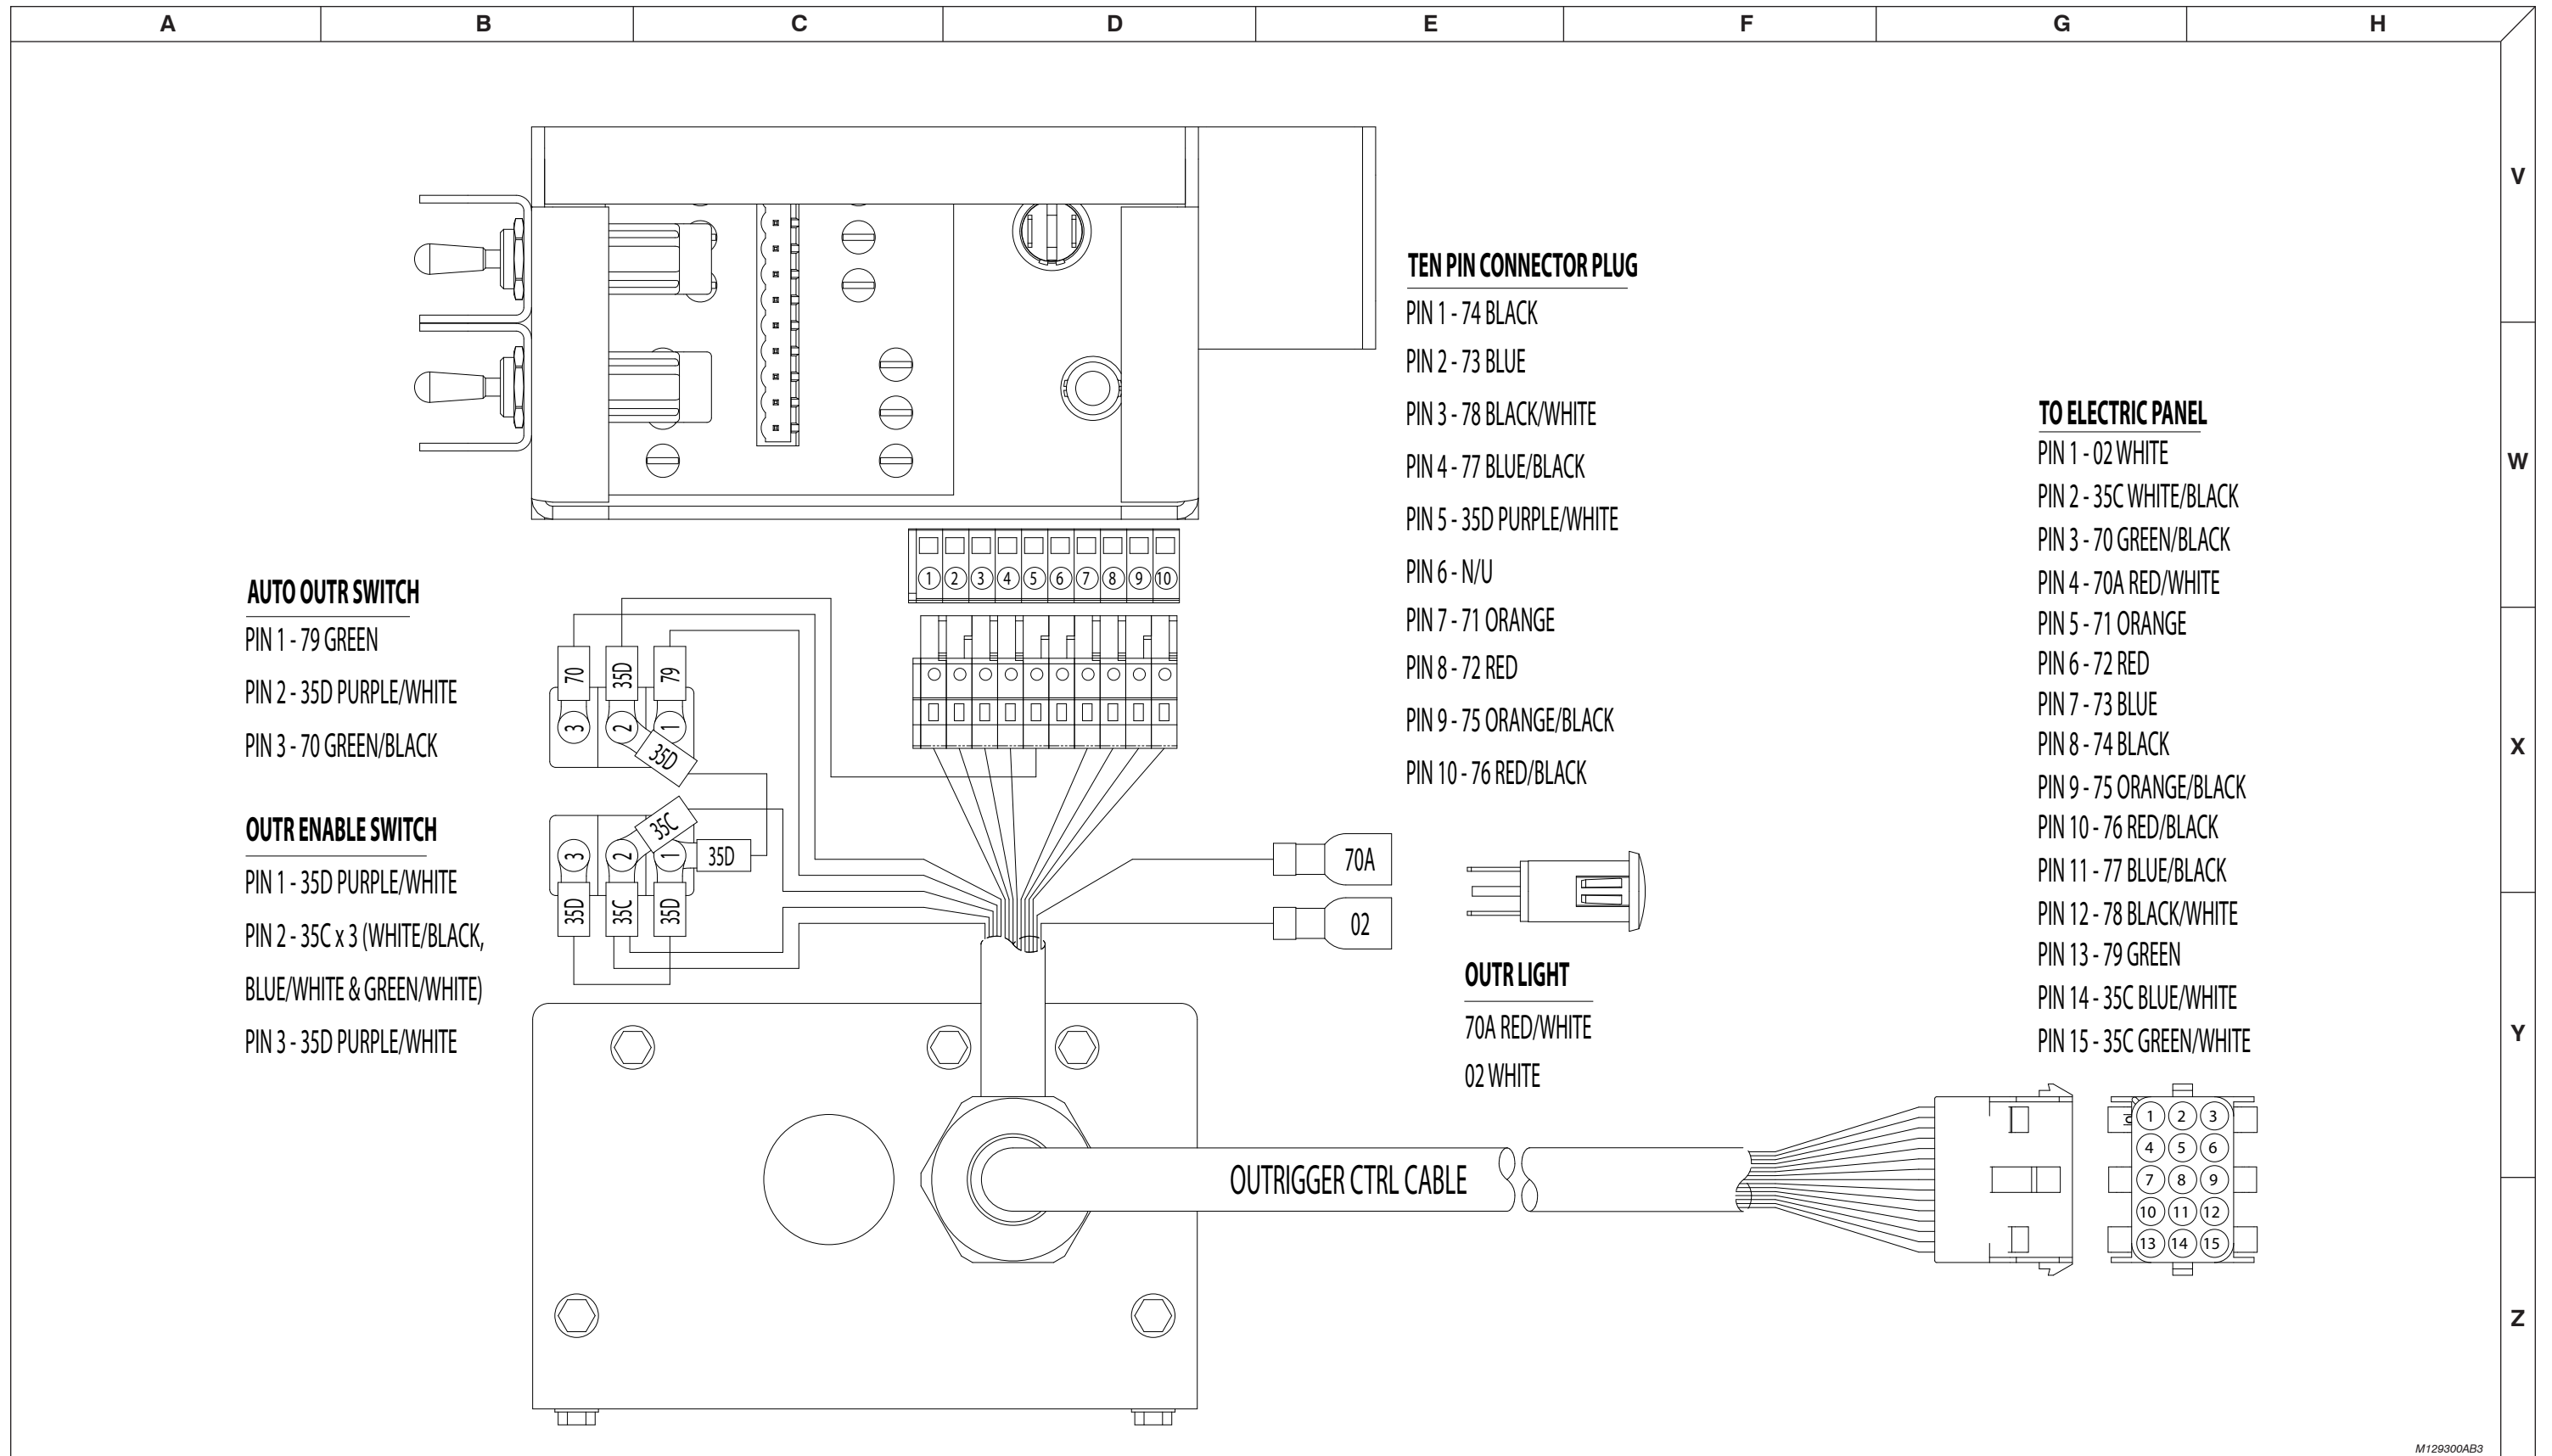 A B C D E F G H
V
W
X
Y
Z
TEN PIN CONNECTOR PLUG
PIN 1 - 74 BLACK
PIN 2 - 73 BLUE
PIN 3 - 78 BLACK/WHITE
PIN 4 - 77 BLUE/BLACK
PIN 5 - 35D PURPLE/WHITE
PIN 6 - N/U
PIN 7 - 71 ORANGE
PIN 8 - 72 RED
PIN 9 - 75 ORANGE/BLACK
PIN 10 - 76 RED/BLACK
TO ELECTRIC PANEL
PIN 1 - 02 WHITE
PIN 2 - 35C WHITE/BLACK
PIN 3 - 70 GREEN/BLACK
PIN 4 - 70A RED/WHITE
PIN 5 - 71 ORANGE
PIN 6 - 72 RED
PIN 7 - 73 BLUE
PIN 8 - 74 BLACK
PIN 9 - 75 ORANGE/BLACK
PIN 10 - 76 RED/BLACK
PIN 11 - 77 BLUE/BLACK
PIN 12 - 78 BLACK/WHITE
PIN 13 - 79 GREEN
PIN 14 - 35C BLUE/WHITE
PIN 15 - 35C GREEN/WHITE
AUTO OUTR SWITCH
PIN 1 - 79 GREEN
PIN 2 - 35D PURPLE/WHITE
PIN 3 - 70 GREEN/BLACK
OUTR ENABLE SWITCH
PIN 1 - 35D PURPLE/WHITE
PIN 2 - 35C x 3 (WHITE/BLACK,
BLUE/WHITE & GREEN/WHITE)
PIN 3 - 35D PURPLE/WHITE
1 2 3 4 5 6 7 8 9 10
70 35D 79
3 2 1
35D
35C
3 2 1 35D
35D 35C 35D
70A
02
OUTR LIGHT
70A RED/WHITE
02 WHITE
OUTRIGGER CTRL CABLE
1 2 3
4 5 6
7 8 9
10 11 12
13 14 15
M129300AB3